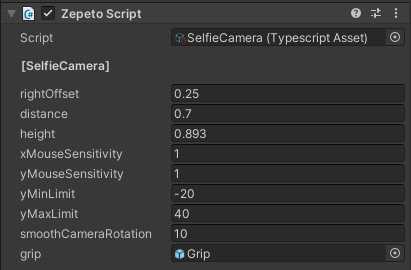 Zepeto Script
Script SelfieCamera (Typescript Asset)
[SelfieCamera]
rightOffset 0.25
distance 0.7
height 0.893
xMouseSensitivity 1
yMouseSensitivity 1
yMinLimit -20
yMaxLimit 40
smoothCameraRotation 10
grip Grip